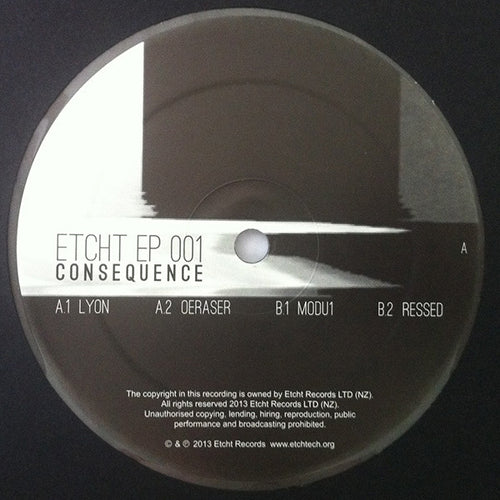 ETCHT EP 001
CONSEQUENCE
A
A.1 LYON A.2 OERASER B.1 MODU1 B.2 RESSED
The copyright in this recording is owned by Etcht Records LTD (NZ).
All rights reserved 2013 Etcht Records LTD (NZ).
Unauthorised copying, lending, hiring, reproduction, public
performance and broadcasting prohibited.
© & ℗ 2013 Etcht Records www.etchtech.org